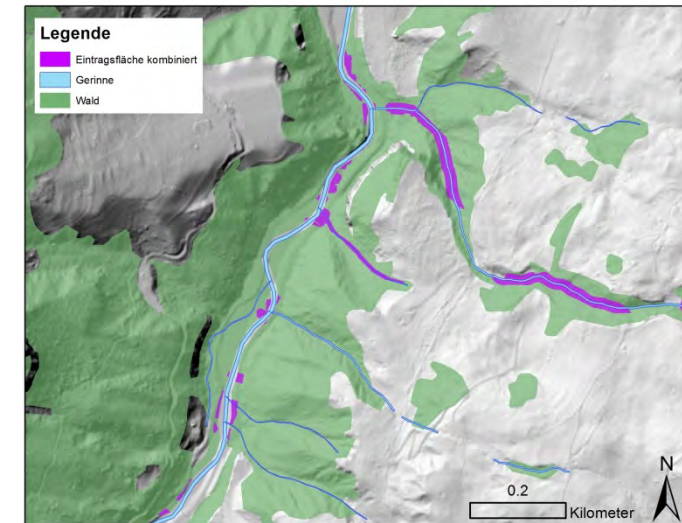 Legende
Eintragsfläche kombiniert
Gerinne
Wald
N
0.2
Kilometer